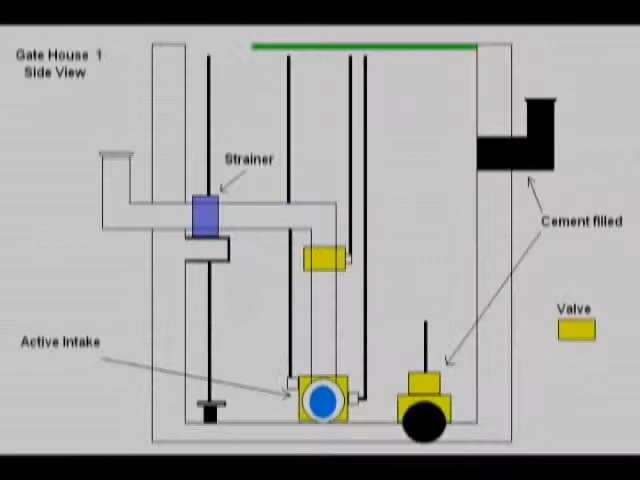 Gate House 1
Side View
Strainer
Cement filled
Valve
Active Intake